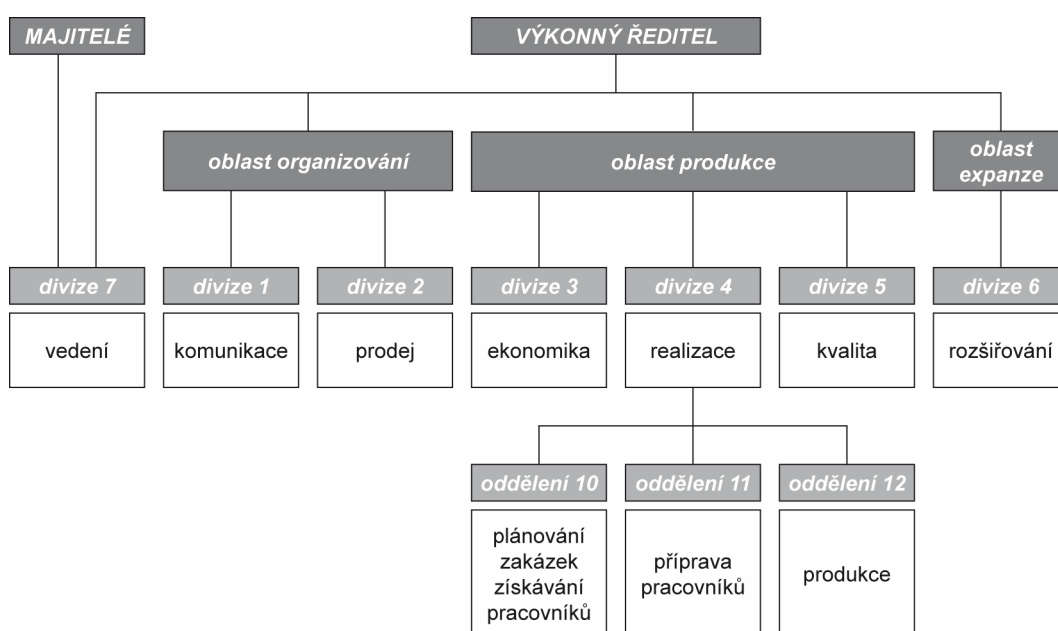 MAJITELÉ
VÝKONNÝ ŘEDITEL
oblast organizování
oblast produkce
oblast
expanze
divize 7
divize 1
divize 2
divize 3
divize 4
divize 5
divize 6
vedení
komunikace
prodej
ekonomika
realizace
kvalita
rozšiřování
oddělení 10
oddělení 11
oddělení 12
plánování
zakázek
získávání
pracovníků
příprava
pracovníků
produkce